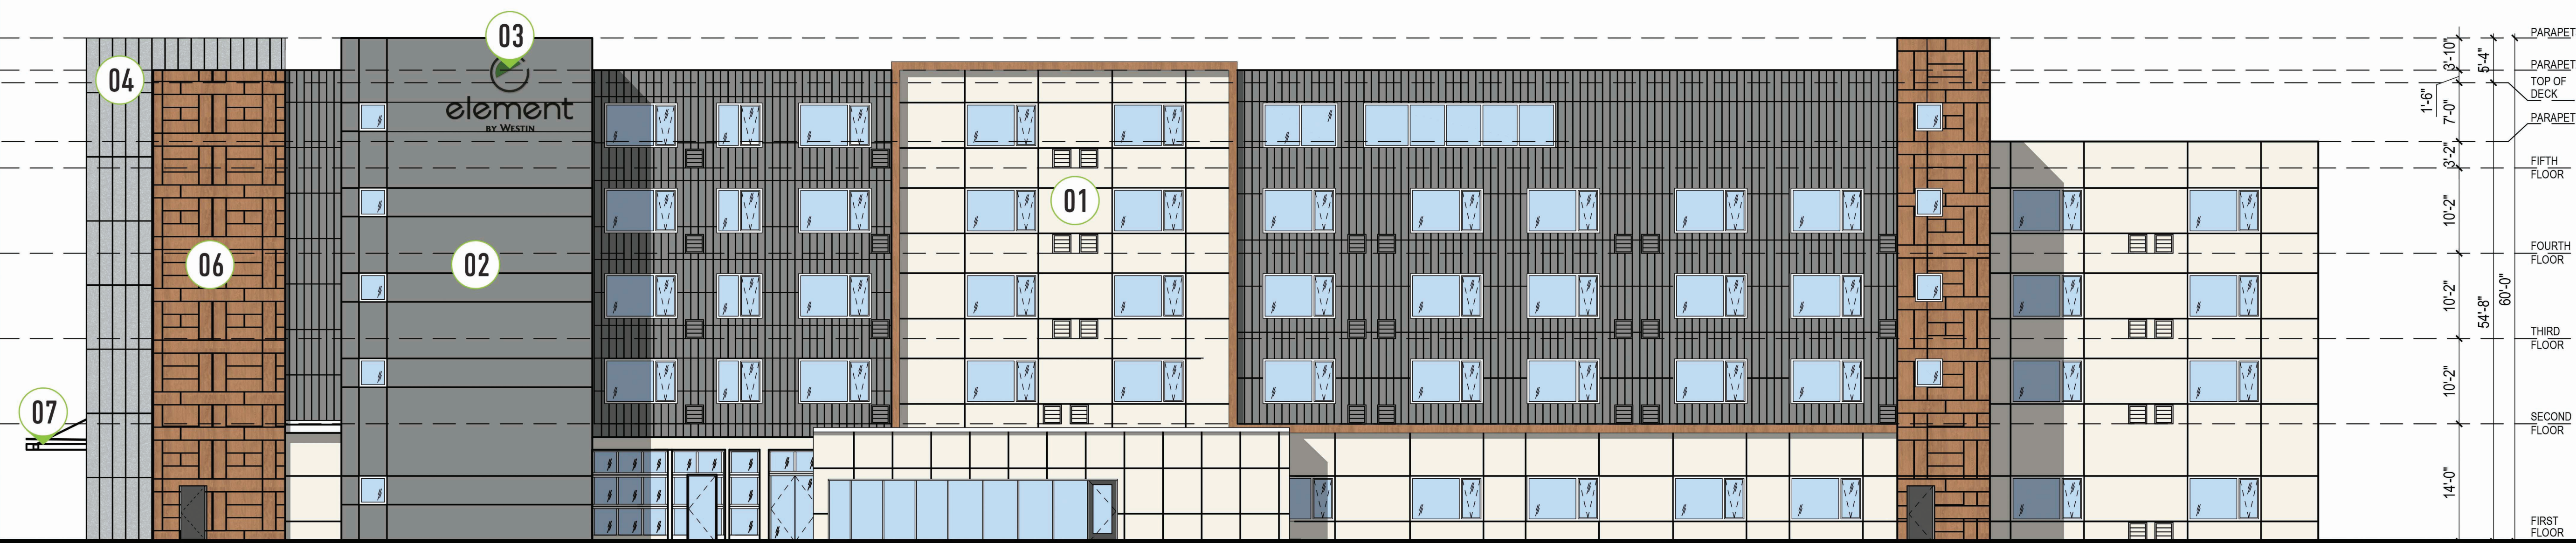 03
04
element
BY WESTIN
01
06
02
07
PARAPET
PARAPET
TOP OF
DECK
PARAPET
FIFTH
FLOOR
FOURTH
FLOOR
THIRD
FLOOR
SECOND
FLOOR
FIRST
FLOOR
3'-10"
5'-4"
1'-6"
7'-0"
3'-2"
10'-2"
10'-2"
10'-2"
14'-0"
54'-8"
60'-0"